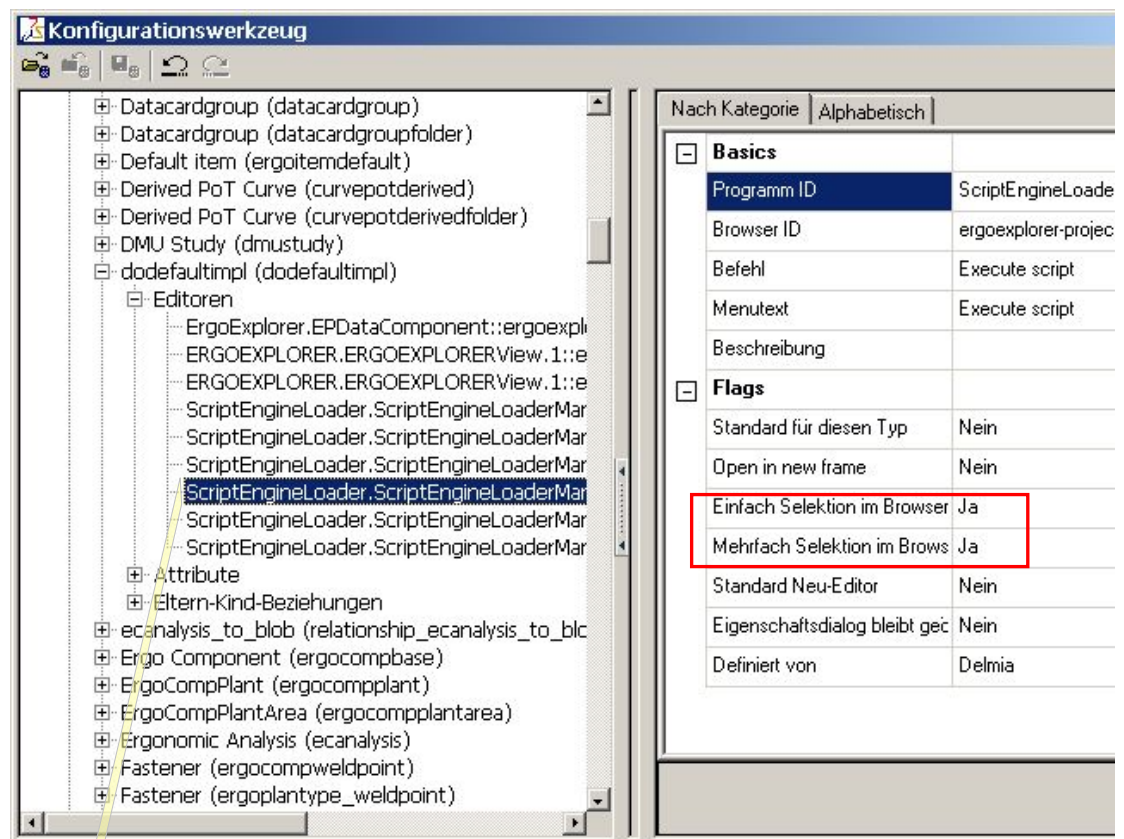 Konfigurationswerkzeug
Datacardgroup (datacardgroup)
Datacardgroup (datacardgroupfolder)
Default item (ergoitemdefault)
Derived PoT Curve (curvepotderived)
Derived PoT Curve (curvepotderivedfolder)
DMU Study (dmustudy)
dodefaultimpl (dodefaultimpl)
Editoren
ErgoExplorer.EPDataComponent::ergoexpl
ERGOEXPLORER.ERGOEXPLORERView.1::e
ERGOEXPLORER.ERGOEXPLORERView.1::e
ScriptEngineLoader.ScriptEngineLoaderMar
ScriptEngineLoader.ScriptEngineLoaderMar
ScriptEngineLoader.ScriptEngineLoaderMar
ScriptEngineLoader.ScriptEngineLoaderMar
ScriptEngineLoader.ScriptEngineLoaderMar
ScriptEngineLoader.ScriptEngineLoaderMar
Attribute
Eltern-Kind-Beziehungen
ecanalysis_to_blob (relationship_ecanalysis_to_blc
Ergo Component (ergocompbase)
ErgoCompPlant (ergocompplant)
ErgoCompPlantArea (ergocompplantarea)
Ergonomic Analysis (ecanalysis)
Fastener (ergocompweldpoint)
Fastener (ergoplantype_weldpoint)
Nach Kategorie Alphabetisch
Basics
Programm ID ScriptEngineLoade
Browser ID ergoexplorer-projec
Befehl Execute script
Menutext Execute script
Beschreibung
Flags
Standard für diesen Typ Nein
Open in new frame Nein
Einfach Selektion im Browser Ja
Mehrfach Selektion im Brows Ja
Standard Neu-Editor Nein
Eigenschaftsdialog bleibt geö Nein
Definiert von Delmia